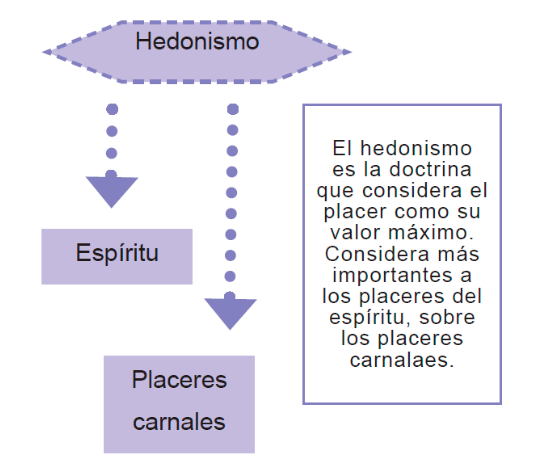 Hedonismo
Espíritu
Placeres
carnales
El hedonismo
es la doctrina
que considera el
placer como su
valor máximo.
Considera más
importantes a
los placeres del
espíritu, sobre
los placeres
carnalaes.